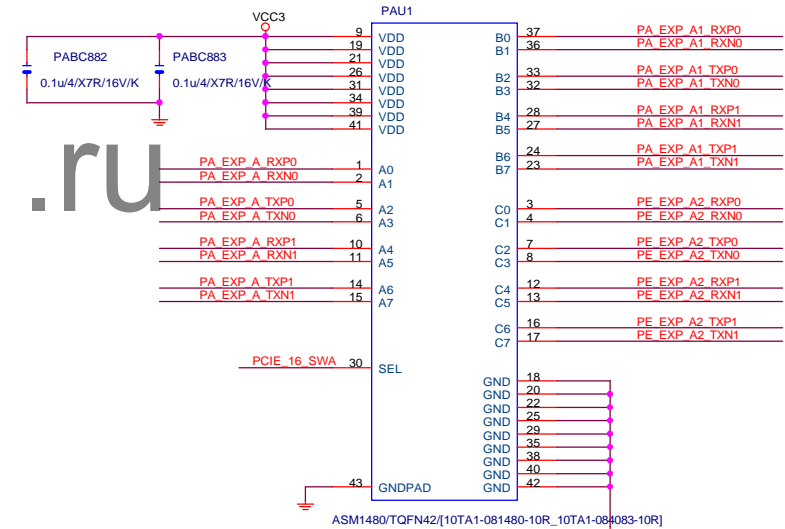 PAU1
VCC3
PABC882
0.1u/4/X7R/16V/K
PABC883
0.1u/4/X7R/16V/K
9 VDD
19 VDD
21 VDD
26 VDD
31 VDD
34 VDD
39 VDD
41 VDD
.ru
PA_EXP_A_RXP0 1 A0
PA_EXP_A_RXN0 2 A1
PA_EXP_A_TXP0 5 A2
PA_EXP_A_TXN0 6 A3
PA_EXP_A_RXP1 10 A4
PA_EXP_A_RXN1 11 A5
PA_EXP_A_TXP1 14 A6
PA_EXP_A_TXN1 15 A7
PCIE_16_SWA 30 SEL
43 GNDPAD
B0 37 PA_EXP_A1_RXP0
B1 36 PA_EXP_A1_RXN0
B2 33 PA_EXP_A1_TXP0
B3 32 PA_EXP_A1_TXN0
B4 28 PA_EXP_A1_RXP1
B5 27 PA_EXP_A1_RXN1
B6 24 PA_EXP_A1_TXP1
B7 23 PA_EXP_A1_TXN1
C0 3 PE_EXP_A2_RXP0
C1 4 PE_EXP_A2_RXN0
C2 7 PE_EXP_A2_TXP0
C3 8 PE_EXP_A2_TXN0
C4 12 PE_EXP_A2_RXP1
C5 13 PE_EXP_A2_RXN1
C6 16 PE_EXP_A2_TXP1
C7 17 PE_EXP_A2_TXN1
GND 18
GND 20
GND 22
GND 25
GND 29
GND 35
GND 38
GND 40
GND 42
ASM1480/TQFN42/[10TA1-081480-10R_10TA1-084083-10R]